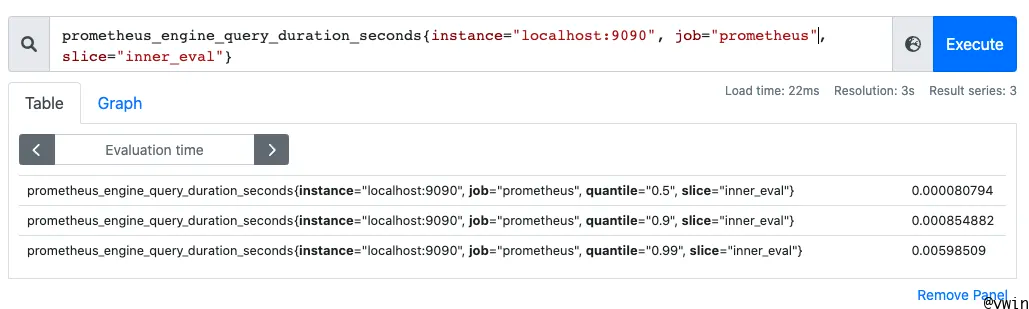 prometheus_engine_query_duration_seconds{instance="localhost:9090", job="prometheus",
slice="inner_eval"}
Execute
Table
Graph
Load time: 22ms Resolution: 3s Result series: 3
Evaluation time
prometheus_engine_query_duration_seconds{instance="localhost:9090", job="prometheus", quantile="0.5", slice="inner_eval"} 0.000080794
prometheus_engine_query_duration_seconds{instance="localhost:9090", job="prometheus", quantile="0.9", slice="inner_eval"} 0.000854882
prometheus_engine_query_duration_seconds{instance="localhost:9090", job="prometheus", quantile="0.99", slice="inner_eval"} 0.00598509
Remove Panel
@vwin